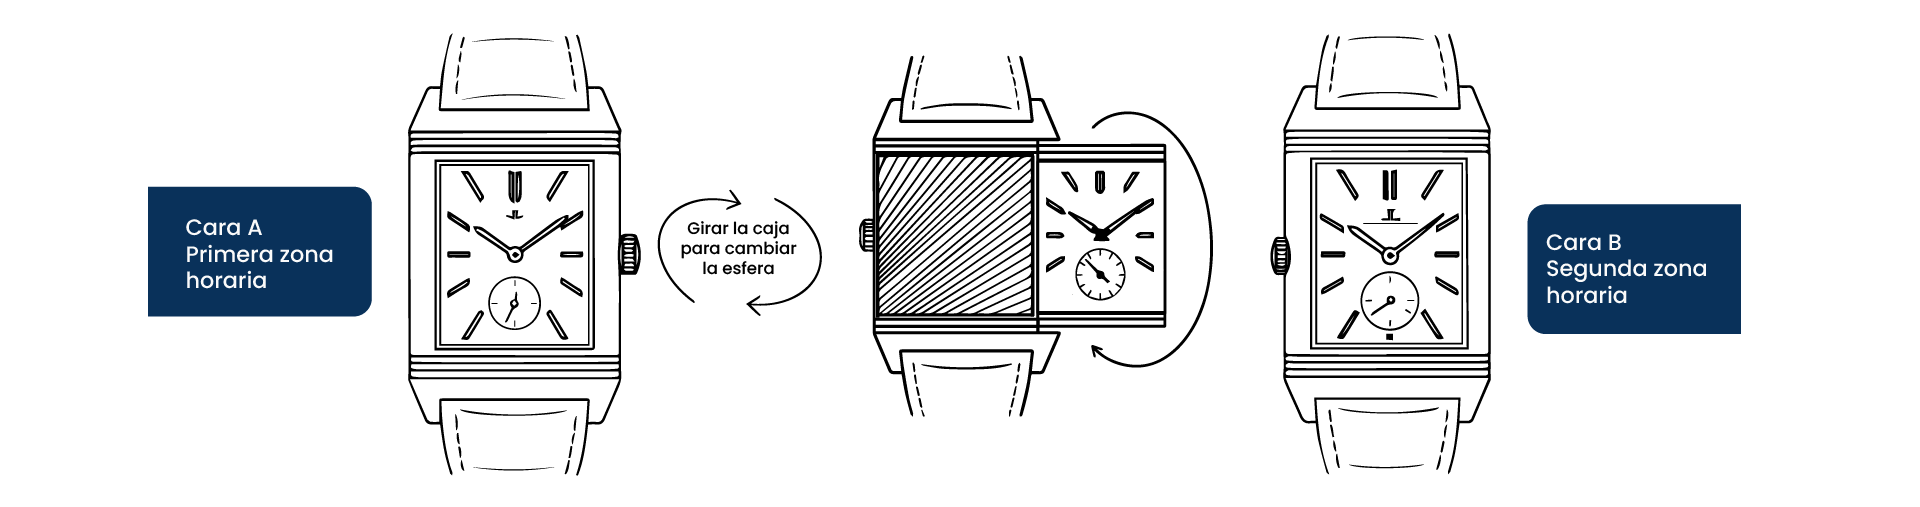 Cara A
Primera zona
horaria
Girar la caja
para cambiar
la esfera
Cara B
Segunda zona
horaria